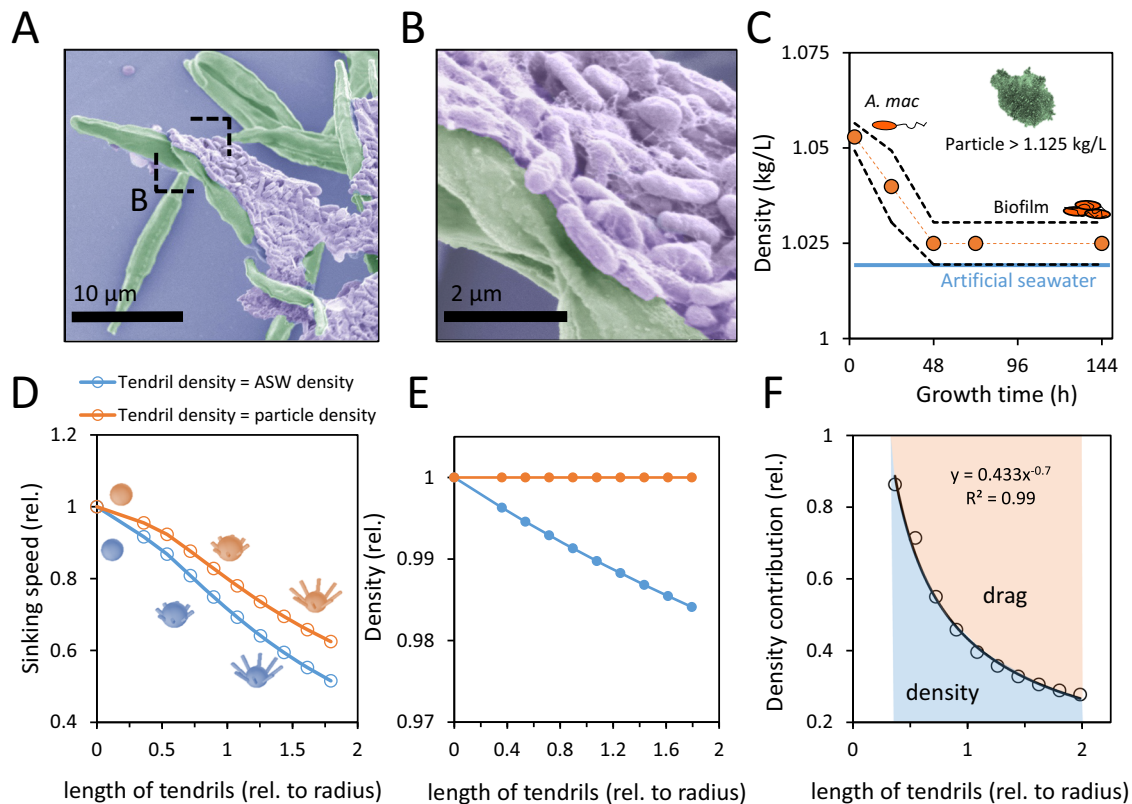 A
B
10 µm
B
2 µm
C
Density (kg/L)
1.075
1.05
1.025
1
A. mac
Particle > 1.125 kg/L
Biofilm
Artificial seawater
0
48
96
144
Growth time (h)
Tendril density = ASW density
Tendril density = particle density
D
Sinking speed (rel.)
1.2
1
0.8
0.6
0.4
0
0.5
1
1.5
2
length of tendrils (rel. to radius)
E
Density (rel.)
1
0.99
0.98
0.97
0
0.4
0.8
1.2
1.6
2
length of tendrils (rel. to radius)
F
Density contribution (rel.)
1
0.8
0.6
0.4
0.2
y = 0.433x^-0.7
R² = 0.99
drag
density
0
1
2
length of tendrils (rel. to radius)